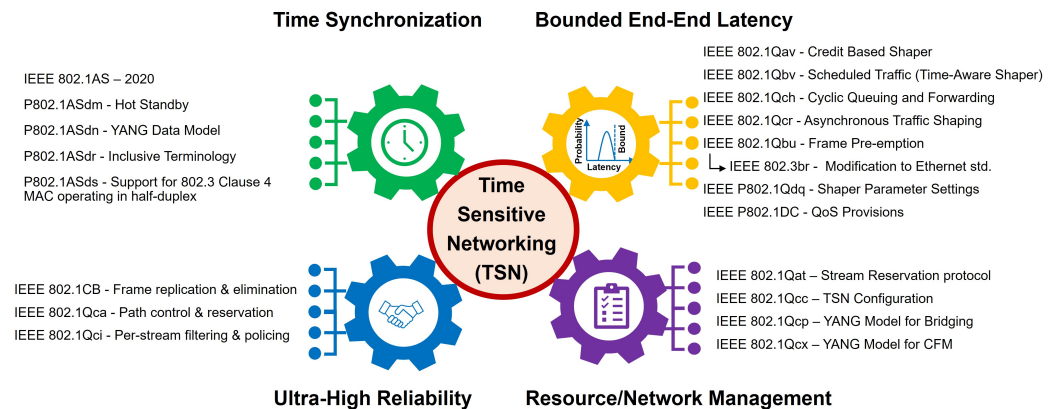 Time Synchronization
Bounded End-End Latency
IEEE 802.1AS – 2020
P802.1ASdm - Hot Standby
P802.1ASdn - YANG Data Model
P802.1ASdr - Inclusive Terminology
P802.1ASds - Support for 802.3 Clause 4
MAC operating in half-duplex
IEEE 802.1Qav - Credit Based Shaper
IEEE 802.1Qbv - Scheduled Traffic (Time-Aware Shaper)
IEEE 802.1Qch - Cyclic Queuing and Forwarding
IEEE 802.1Qcr - Asynchronous Traffic Shaping
IEEE 802.1Qbu - Frame Pre-emption
IEEE 802.3br - Modification to Ethernet std.
IEEE P802.1Qdq - Shaper Parameter Settings
IEEE P802.1DC - QoS Provisions
Probability
Bound
Latency
Time
Sensitive
Networking
(TSN)
IEEE 802.1CB - Frame replication & elimination
IEEE 802.1Qca - Path control & reservation
IEEE 802.1Qci - Per-stream filtering & policing
IEEE 802.1Qat – Stream Reservation protocol
IEEE 802.1Qcc – TSN Configuration
IEEE 802.1Qcp – YANG Model for Bridging
IEEE 802.1Qcx – YANG Model for CFM
Ultra-High Reliability
Resource/Network Management